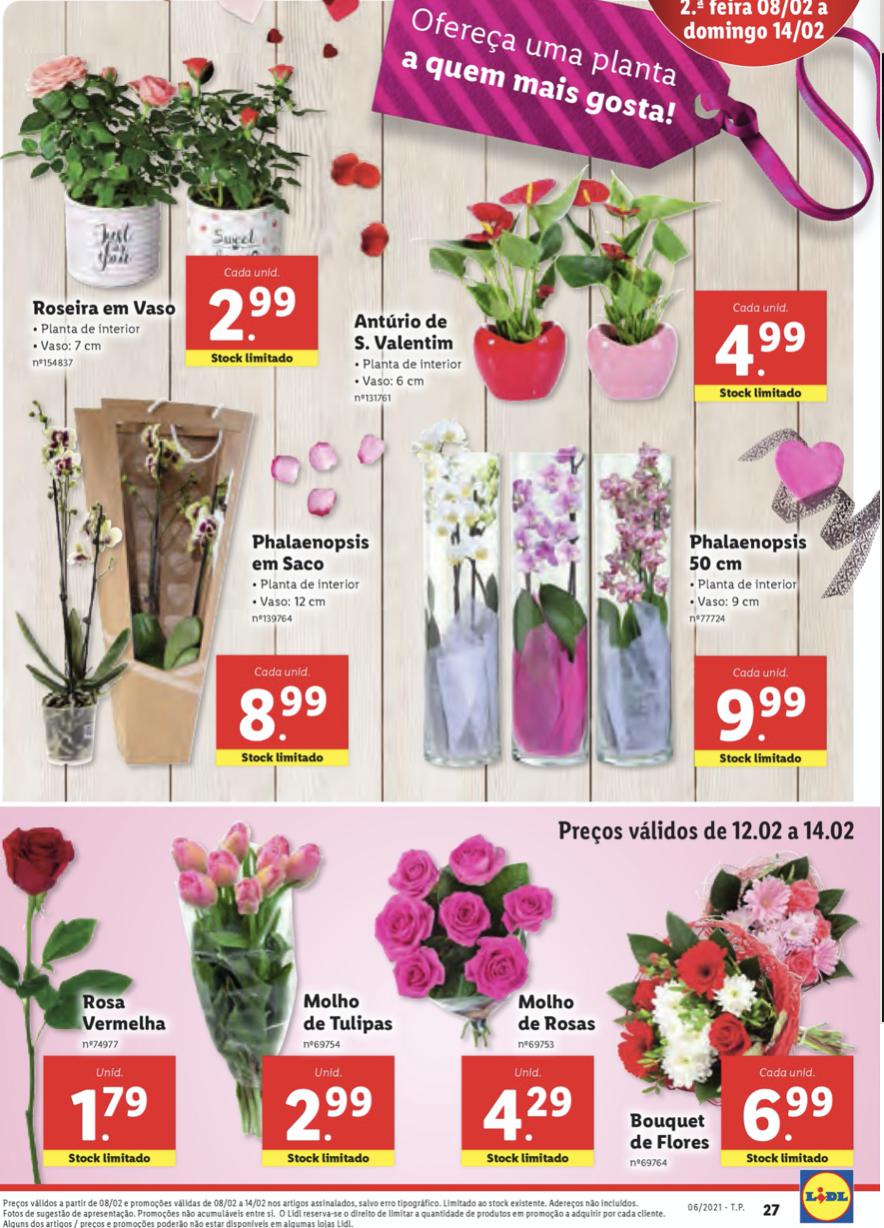 2.ª feira 08/02 a
domingo 14/02
Ofereça uma planta
a quem mais gosta!
Just
for you
Sweet
Cada unid.
2.99
Stock limitado
Roseira em Vaso
• Planta de interior
• Vaso: 7 cm
nº154837
Antúrio de
S. Valentim
• Planta de interior
• Vaso: 6 cm
nº131761
Cada unid.
4.99
Stock limitado
Phalaenopsis
em Saco
• Planta de interior
• Vaso: 12 cm
nº139764
Cada unid.
8.99
Stock limitado
Phalaenopsis
50 cm
• Planta de interior
• Vaso: 9 cm
nº77724
Cada unid.
9.99
Stock limitado
Preços válidos de 12.02 a 14.02
Rosa
Vermelha
nº74977
Unid.
1.79
Stock limitado
Molho
de Tulipas
nº69754
Unid.
2.99
Stock limitado
Molho
de Rosas
nº69753
Unid.
4.29
Stock limitado
Bouquet
de Flores
nº69764
Cada unid.
6.99
Stock limitado
Preços válidos a partir de 08/02 e promoções válidas de 08/02 a 14/02 nos artigos assinalados, salvo erro tipográfico. Limitado ao stock existente. Adereços não incluídos.
Fotos de sugestão de apresentação. Promoções não acumuláveis entre si. O Lidl reserva-se o direito de limitar a quantidade de produtos em promoção a adquirir por cada cliente.
Alguns dos artigos / preços e promoções poderão não estar disponíveis em algumas lojas Lidl.
06/2021 - T.P.
27
LIDL